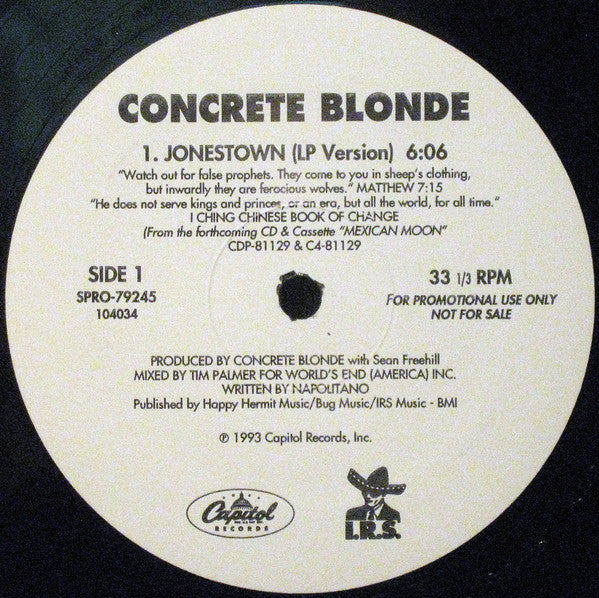 CONCRETE BLONDE
1. JONESTOWN (LP Version) 6:06
"Watch out for false prophets. They come to you in sheep's clothing,
but inwardly they are ferocious wolves." MATTHEW 7:15
"He does not serve kings and princes, or an era, but all the world, for all time."
I CHING CHINESE BOOK OF CHANGE
(From the forthcoming CD & Cassette "MEXICAN MOON"
CDP-81129 & C4-81129
SIDE 1
SPRO-79245
104034
33 1/3 RPM
FOR PROMOTIONAL USE ONLY
NOT FOR SALE
PRODUCED BY CONCRETE BLONDE with Sean Freehill
MIXED BY TIM PALMER FOR WORLD'S END (AMERICA) INC.
WRITTEN BY NAPOLITANO
Published by Happy Hermit Music/Bug Music/IRS Music - BMI
℗ 1993 Capitol Records, Inc.
Capitol
RECORDS
I.R.S.